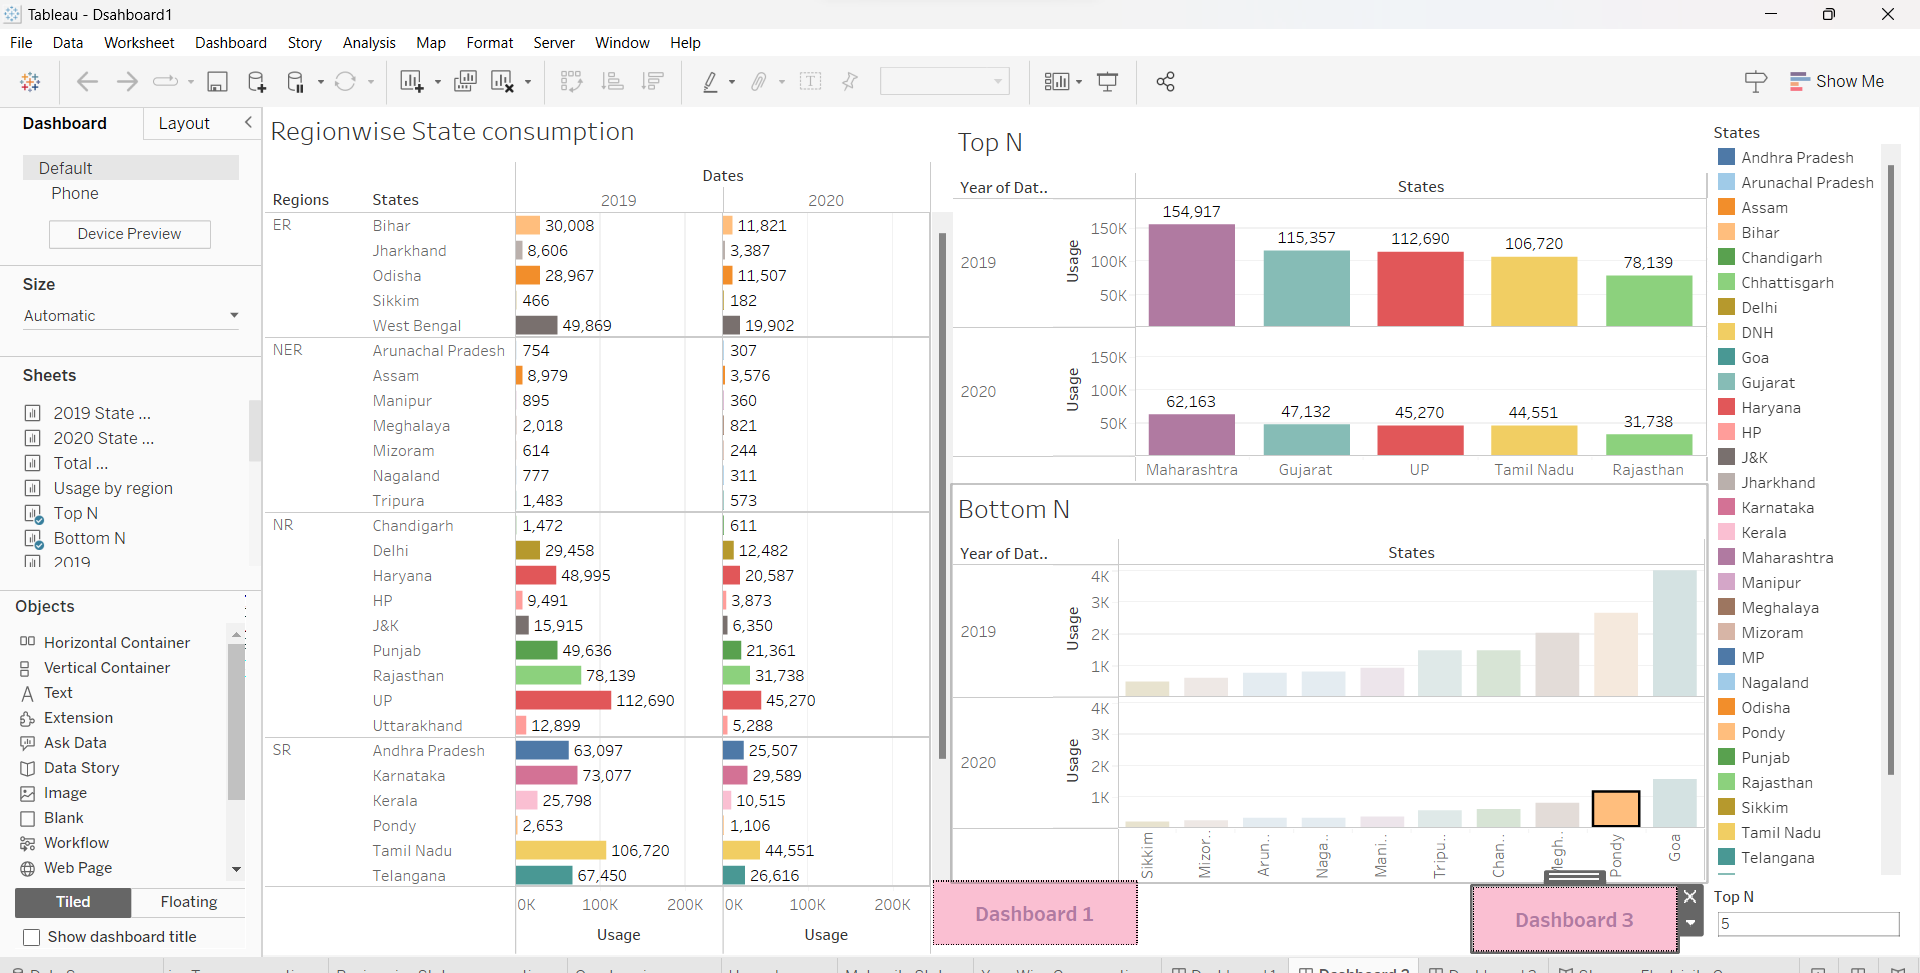 Tableau - Dsahboard1
File Data Worksheet Dashboard Story Analysis Map Format Server Window Help
Show Me
Dashboard Layout
Default
Phone
Device Preview
Size
Automatic
Sheets
2019 State ...
2020 State ...
Total ...
Usage by region
Top N
Bottom N
2019
Objects
Horizontal Container
Vertical Container
Text
Extension
Ask Data
Data Story
Image
Blank
Workflow
Web Page
Tiled Floating
Show dashboard title
Regionwise State consumption
Dates
Regions States 2019 2020
ER Bihar 30,008 11,821
Jharkhand 8,606 3,387
Odisha 28,967 11,507
Sikkim 466 182
West Bengal 49,869 19,902
NER Arunachal Pradesh 754 307
Assam 8,979 3,576
Manipur 895 360
Meghalaya 2,018 821
Mizoram 614 244
Nagaland 777 311
Tripura 1,483 573
NR Chandigarh 1,472 611
Delhi 29,458 12,482
Haryana 48,995 20,587
HP 9,491 3,873
J&K 15,915 6,350
Punjab 49,636 21,361
Rajasthan 78,139 31,738
UP 112,690 45,270
Uttarakhand 12,899 5,288
SR Andhra Pradesh 63,097 25,507
Karnataka 73,077 29,589
Kerala 25,798 10,515
Pondy 2,653 1,106
Tamil Nadu 106,720 44,551
Telangana 67,450 26,616
0K 100K 200K 0K 100K 200K
Usage Usage
Top N
Year of Dat.. States
2019 Usage
150K
100K
50K
154,917 115,357 112,690 106,720 78,139
2020 Usage
150K
100K
50K
62,163 47,132 45,270 44,551 31,738
Maharashtra Gujarat UP Tamil Nadu Rajasthan
Bottom N
Year of Dat.. States
2019 Usage
4K
3K
2K
1K
2020 Usage
4K
3K
2K
1K
Sikkim Mizor.. Arun.. Naga.. Mani.. Tripu.. Chan.. Megh.. Pondy Goa
Dashboard 1
Dashboard 3
States
Andhra Pradesh
Arunachal Pradesh
Assam
Bihar
Chandigarh
Chhattisgarh
Delhi
DNH
Goa
Gujarat
Haryana
HP
J&K
Jharkhand
Karnataka
Kerala
Maharashtra
Manipur
Meghalaya
Mizoram
MP
Nagaland
Odisha
Pondy
Punjab
Rajasthan
Sikkim
Tamil Nadu
Telangana
Top N
5